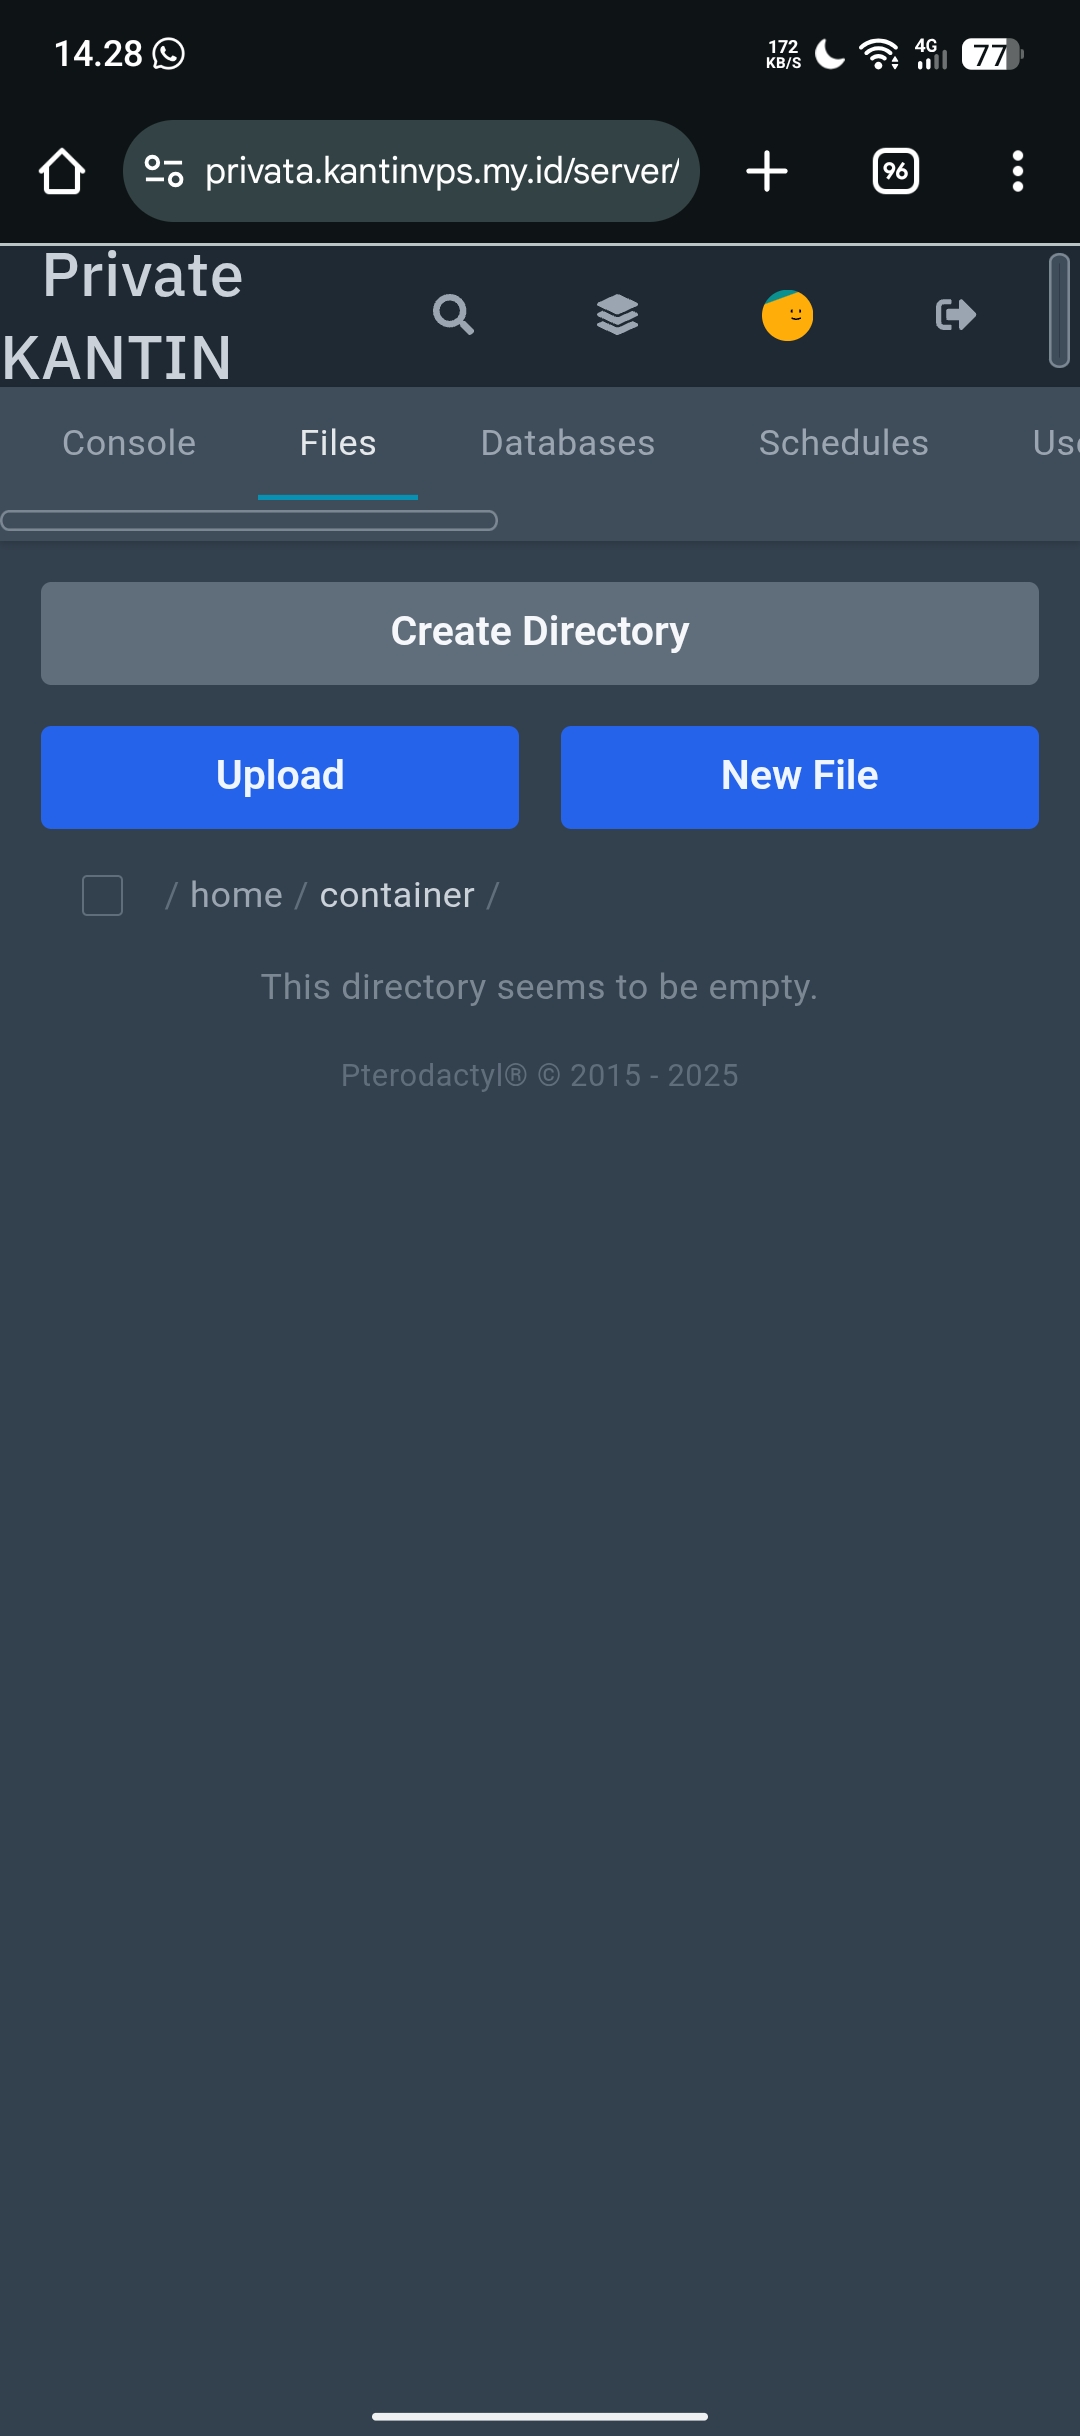 14.28
172
KB/S
4G
77
privata.kantinvps.my.id/server/
96
Private
KANTIN
Console Files Databases Schedules Use
Create Directory
Upload New File
/ home / container /
This directory seems to be empty.
Pterodactyl® © 2015 - 2025